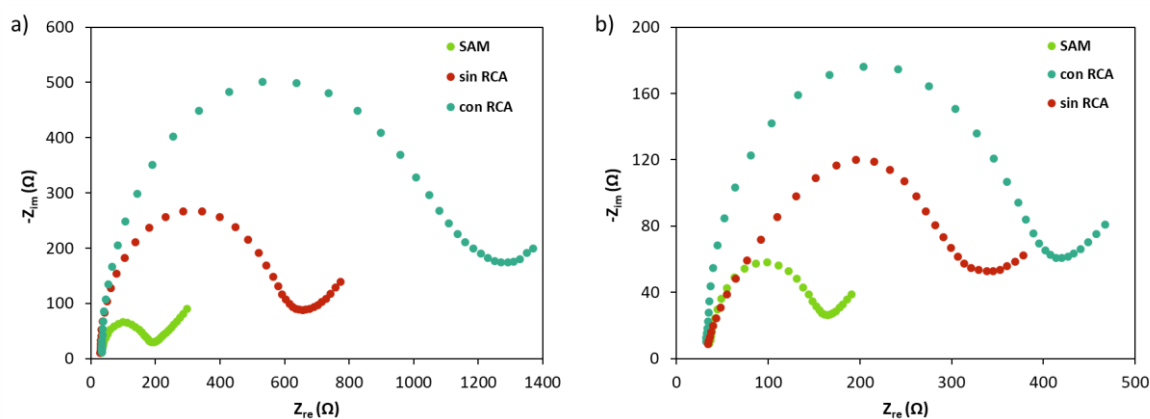 a)
600
500
400
300
200
100
0
-Zim (Ω)
0 200 400 600 800 1000 1200 1400
Zre (Ω)
SAM
sin RCA
con RCA
b)
200
160
120
80
40
0
-Zim (Ω)
0 100 200 300 400 500
Zre (Ω)
SAM
con RCA
sin RCA